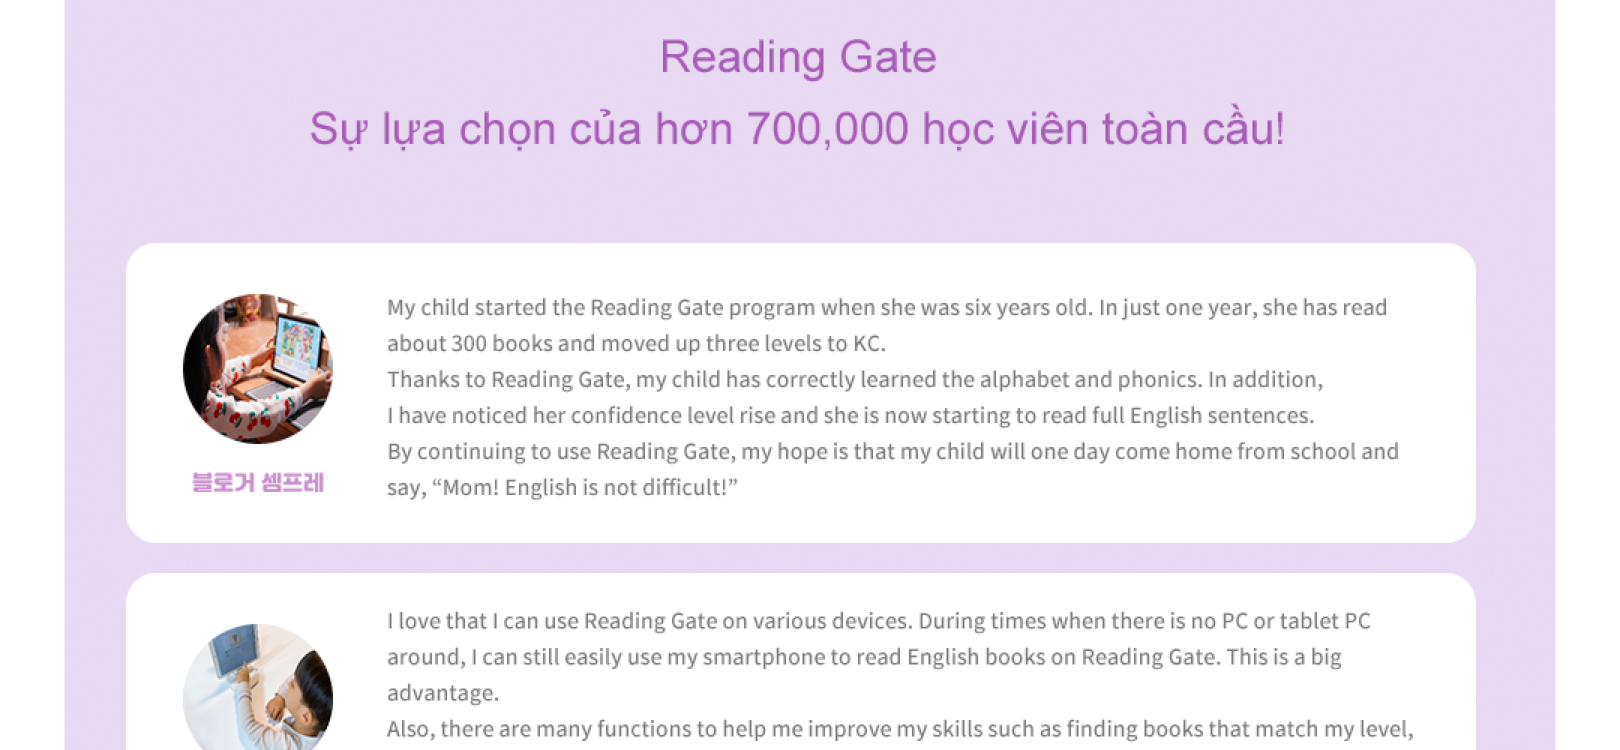 Reading Gate
Sự lựa chọn của hơn 700,000 học viên toàn cầu!
My child started the Reading Gate program when she was six years old. In just one year, she has read
about 300 books and moved up three levels to KC.
Thanks to Reading Gate, my child has correctly learned the alphabet and phonics. In addition,
I have noticed her confidence level rise and she is now starting to read full English sentences.
By continuing to use Reading Gate, my hope is that my child will one day come home from school and
say, “Mom! English is not difficult!”
블로거 셈프레
I love that I can use Reading Gate on various devices. During times when there is no PC or tablet PC
around, I can still easily use my smartphone to read English books on Reading Gate. This is a big
advantage.
Also, there are many functions to help me improve my skills such as finding books that match my level,